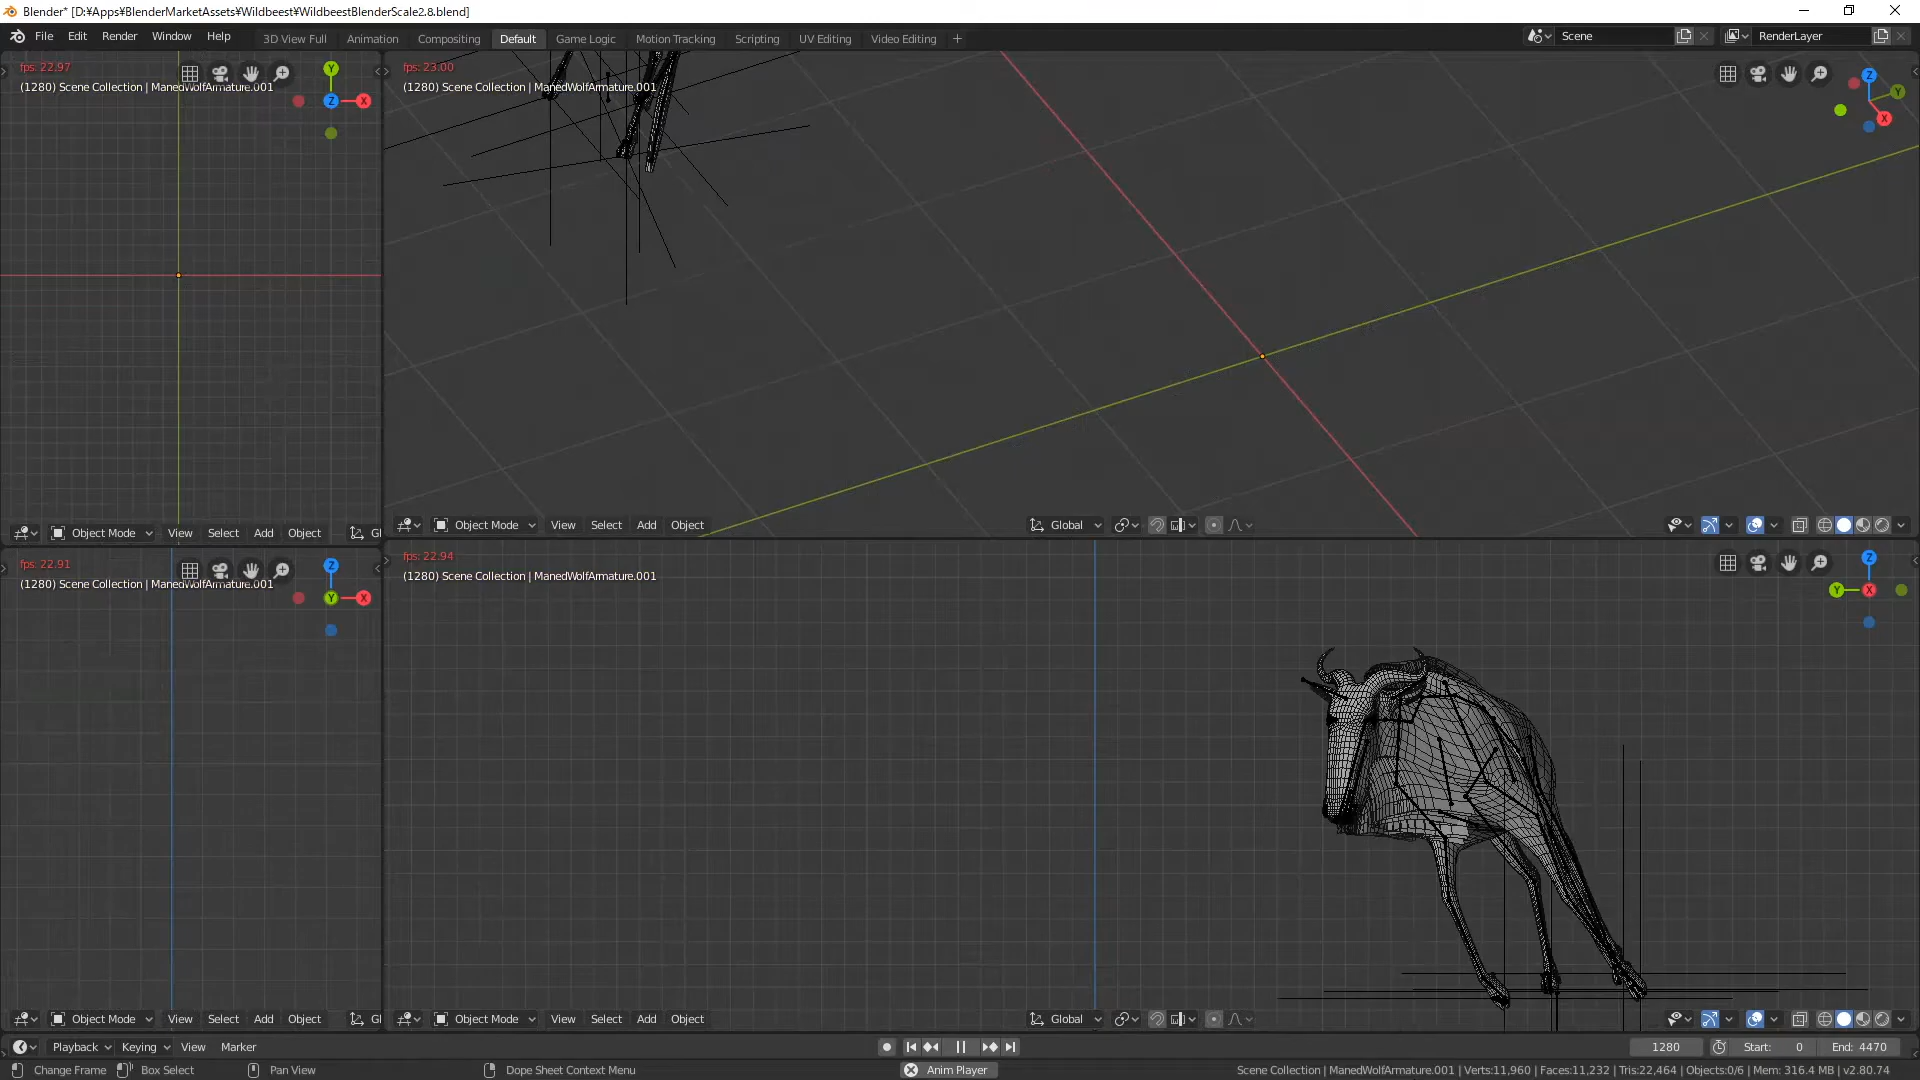 Blender* [D:¥Apps¥BlenderMarketAssets¥Wildbeest¥WildbeestBlenderScale2.8.blend]
File Edit Render Window Help 3D View Full Animation Compositing Default Game Logic Motion Tracking Scripting UV Editing Video Editing + Scene RenderLayer
fps: 22.97
(1280) Scene Collection | ManedWolfArmature.001
Y
Z X
fps: 23.00
(1280) Scene Collection | ManedWolfArmature.001
Z
Y
X
Object Mode View Select Add Object Gl
Object Mode View Select Add Object Global
fps: 22.91
(1280) Scene Collection | ManedWolfArmature.001
Z
Y X
fps: 22.94
(1280) Scene Collection | ManedWolfArmature.001
Z
Y X
Object Mode View Select Add Object Gl
Object Mode View Select Add Object Global
Playback Keying View Marker 1280 Start: 0 End: 4470
Change Frame Box Select Pan View Dope Sheet Context Menu Anim Player Scene Collection | ManedWolfArmature.001 | Verts:11,960 | Faces:11,232 | Tris:22,464 | Objects:0/6 | Mem: 316.4 MB | v2.80.74